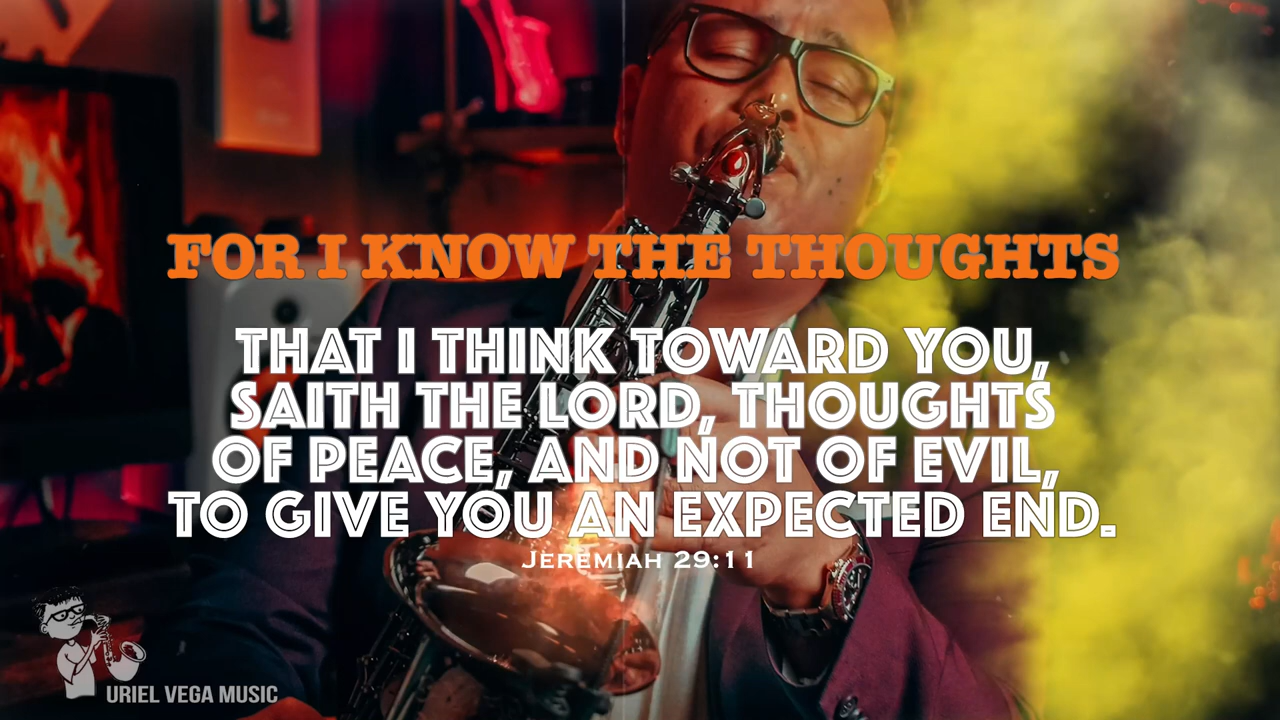 FOR I KNOW THE THOUGHTS
THAT I THINK TOWARD YOU,
SAITH THE LORD, THOUGHTS
OF PEACE, AND NOT OF EVIL,
TO GIVE YOU AN EXPECTED END.
JEREMIAH 29:11
URIEL VEGA MUSIC